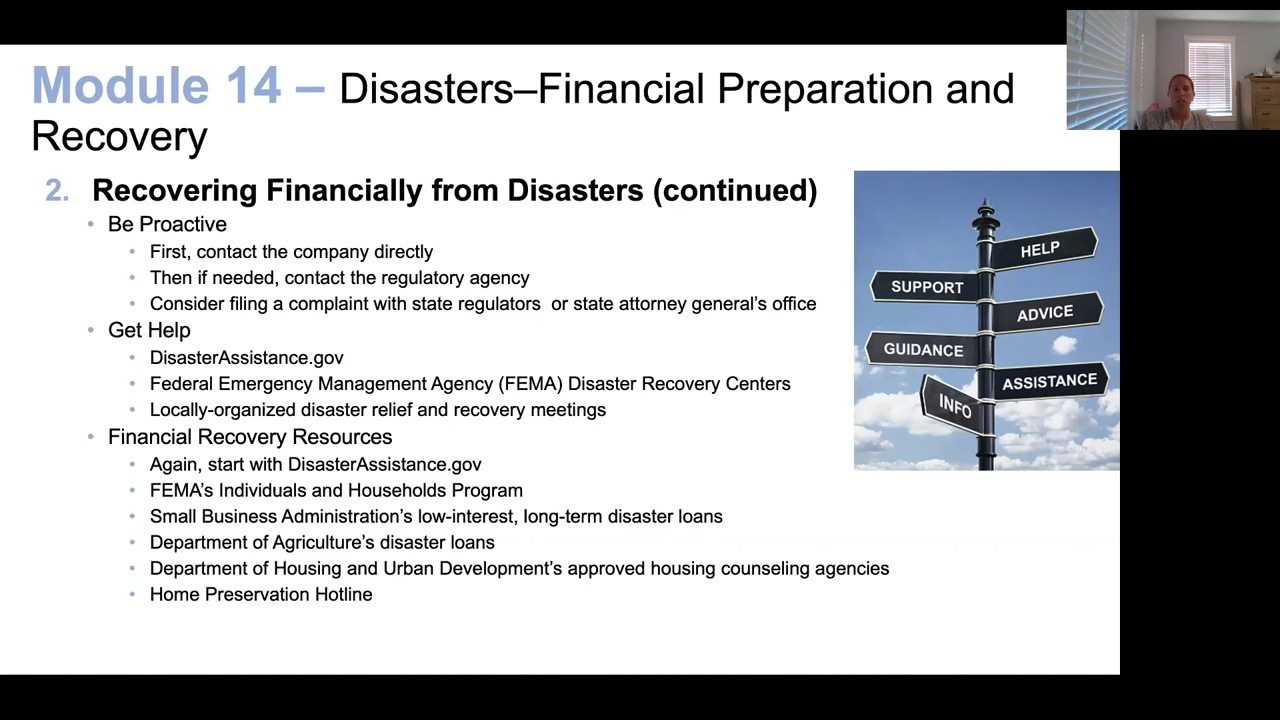 Module 14 – Disasters–Financial Preparation and
Recovery
2. Recovering Financially from Disasters (continued)
• Be Proactive
• First, contact the company directly
• Then if needed, contact the regulatory agency
• Consider filing a complaint with state regulators or state attorney general's office
• Get Help
• DisasterAssistance.gov
• Federal Emergency Management Agency (FEMA) Disaster Recovery Centers
• Locally-organized disaster relief and recovery meetings
• Financial Recovery Resources
• Again, start with DisasterAssistance.gov
• FEMA's Individuals and Households Program
• Small Business Administration's low-interest, long-term disaster loans
• Department of Agriculture's disaster loans
• Department of Housing and Urban Development's approved housing counseling agencies
• Home Preservation Hotline
HELP
SUPPORT
ADVICE
GUIDANCE
ASSISTANCE
INFO